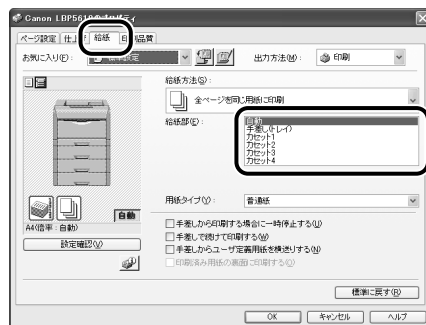 Canon LBP5610のプロパティ
ページ設定 仕上げ 給紙 印刷品質
お気に入り(F): 標準設定 出力方法(M): 印刷
給紙方法(S):
全ページを同じ用紙に印刷
給紙部(E): 自動
手差し(トレイ)
カセット1
カセット2
カセット3
カセット4
自動
A4(倍率:自動)
設定確認(V)
用紙タイプ(Y): 普通紙
手差しから印刷する場合に一時停止する(U)
手差しで続けて印刷する(W)
手差しからユーザ定義用紙を横送りする(N)
印刷済み用紙の裏面に印刷する(G)
標準に戻す(R)
OK キャンセル ヘルプ